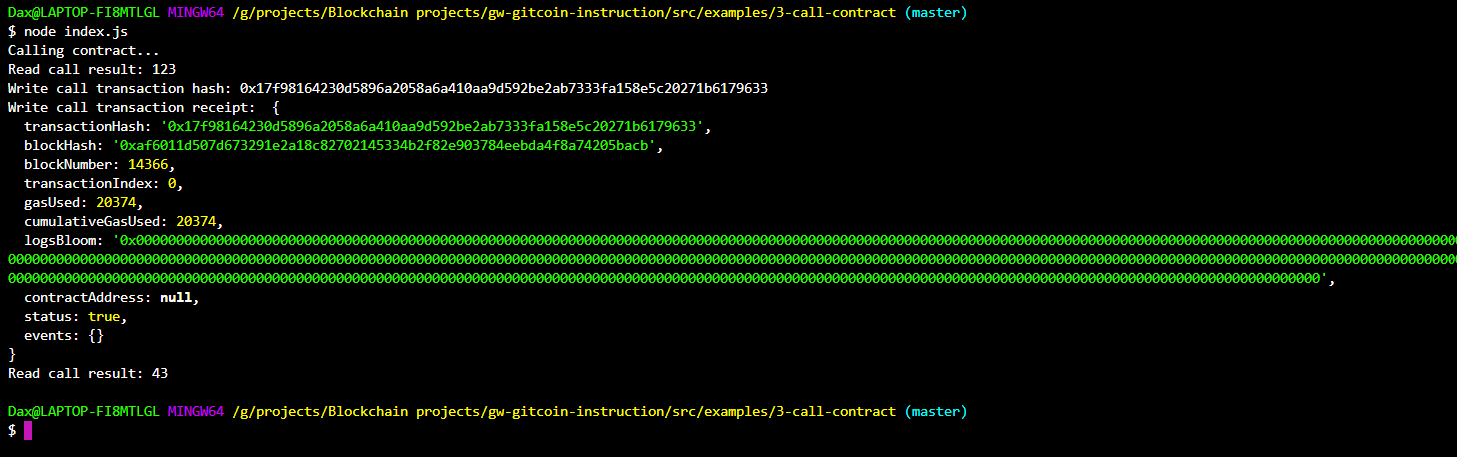 Dax@LAPTOP-FI8MTLGL MINGW64 /g/projects/Blockchain projects/gw-gitcoin-instruction/src/examples/3-call-contract (master)
$ node index.js
Calling contract...
Read call result: 123
Write call transaction hash: 0x17f98164230d5896a2058a6a410aa9d592be2ab7333fa158e5c20271b6179633
Write call transaction receipt:  {
  transactionHash: '0x17f98164230d5896a2058a6a410aa9d592be2ab7333fa158e5c20271b6179633',
  blockHash: '0xaf6011d507d673291e2a18c82702145334b2f82e903784eebda4f8a74205bacb',
  blockNumber: 14366,
  transactionIndex: 0,
  gasUsed: 20374,
  cumulativeGasUsed: 20374,
  logsBloom: '0x0000000000000000000000000000000000000000000000000000000000000000000000000000000000000000000000000000000000000000000000000000000000000000000000000000000000000000000
000000000000000000000000000000000000000000000000000000000000000000000000000000000000000000000000000000000000000000000000000000000000000000000000000000000000000000000000000000000000
00000000000000000000000000000000000000000000000000000000000000000000000000000000000000000000000000000000000000000000000000000000000000000000000000000000000000000000',
  contractAddress: null,
  status: true,
  events: {}
}
Read call result: 43
Dax@LAPTOP-FI8MTLGL MINGW64 /g/projects/Blockchain projects/gw-gitcoin-instruction/src/examples/3-call-contract (master)
$